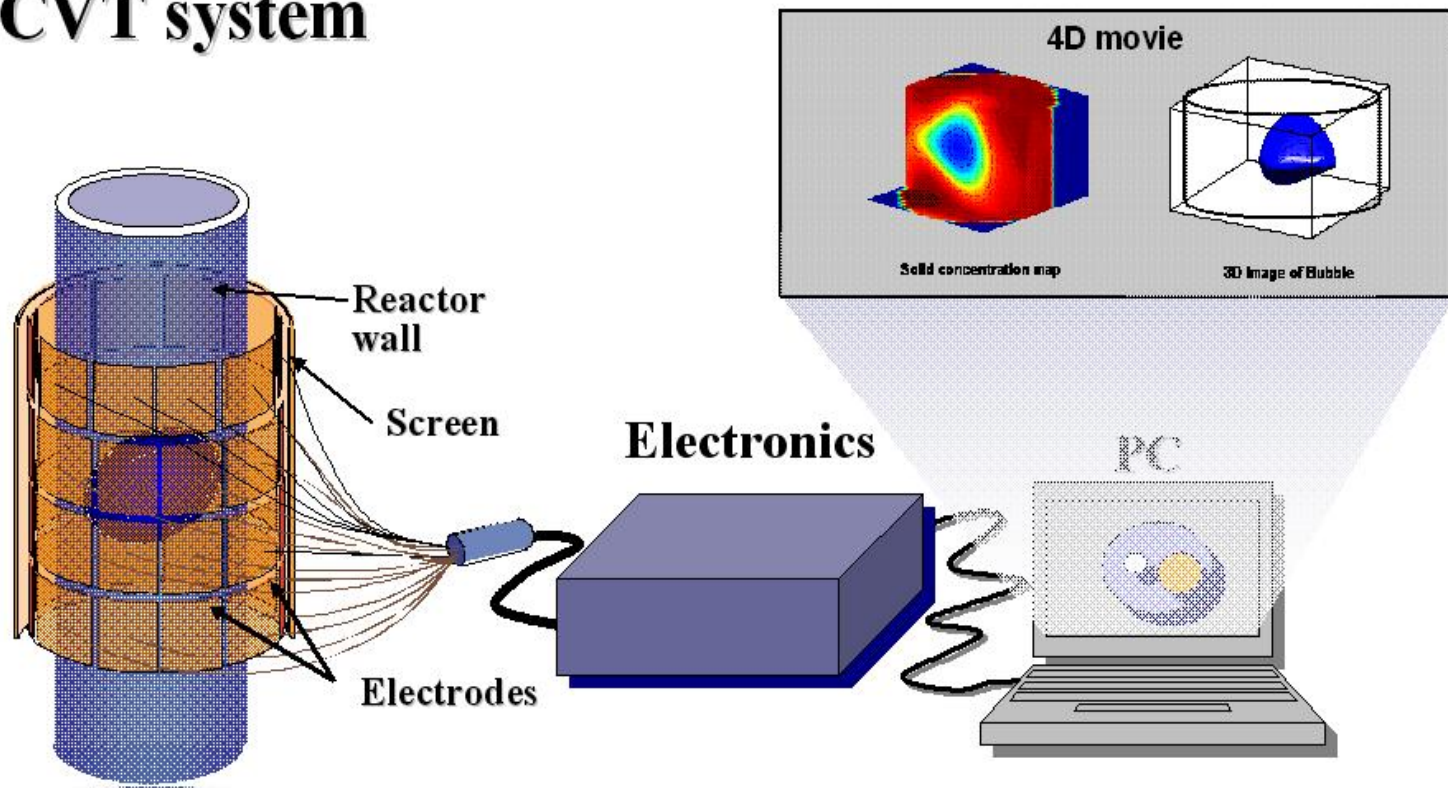 CVT system
4D movie
Solid concentration map
3D Image of Bubble
Reactor
wall
Screen
Electronics
PC
Electrodes